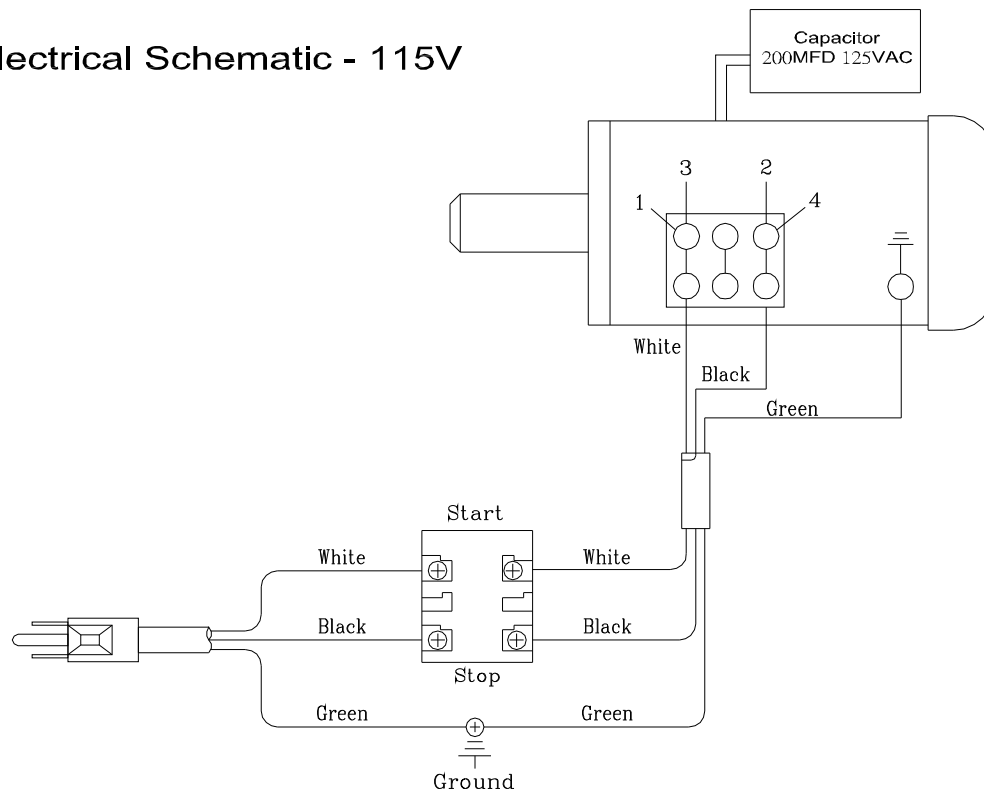 lectrical Schematic - 115V
Capacitor
200MFD 125VAC
3 2
1 4
White
Black
Green
Start
White White
Black Black
Stop
Green Green
Ground